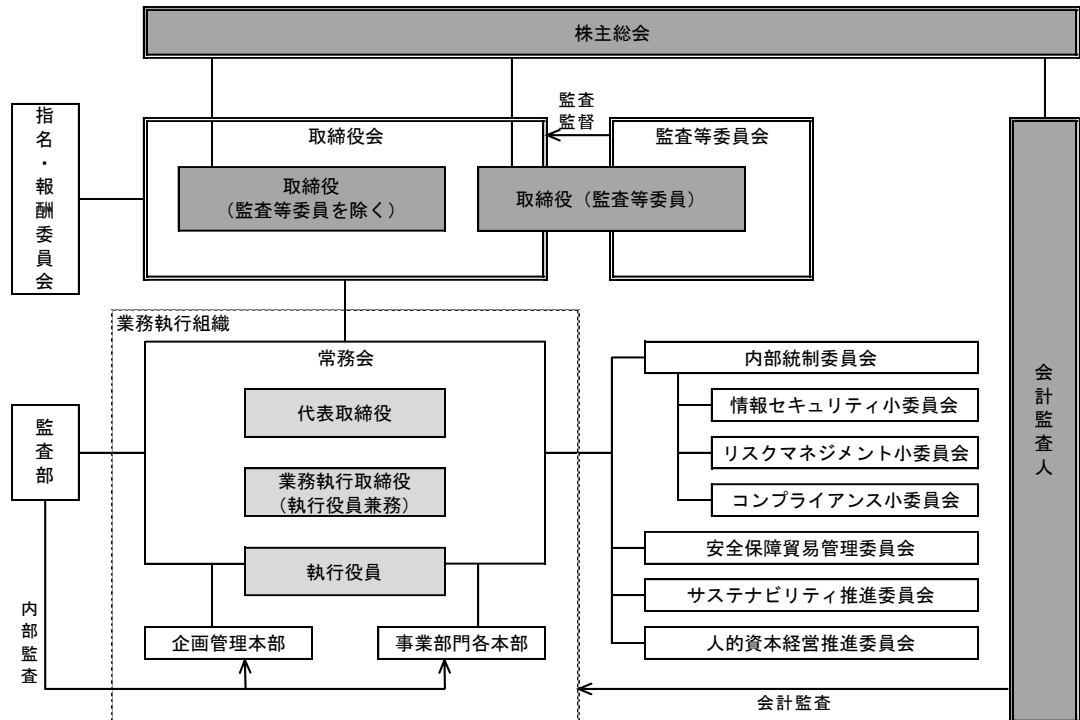 株主総会
監査
監督
指名・報酬委員会
取締役会
監査等委員会
取締役
（監査等委員を除く）
取締役（監査等委員）
業務執行組織
常務会
代表取締役
業務執行取締役
（執行役員兼務）
執行役員
監査部
内部監査
企画管理本部
事業部門各本部
内部統制委員会
情報セキュリティ小委員会
リスクマネジメント小委員会
コンプライアンス小委員会
安全保障貿易管理委員会
サステナビリティ推進委員会
人的資本経営推進委員会
会計監査人
会計監査